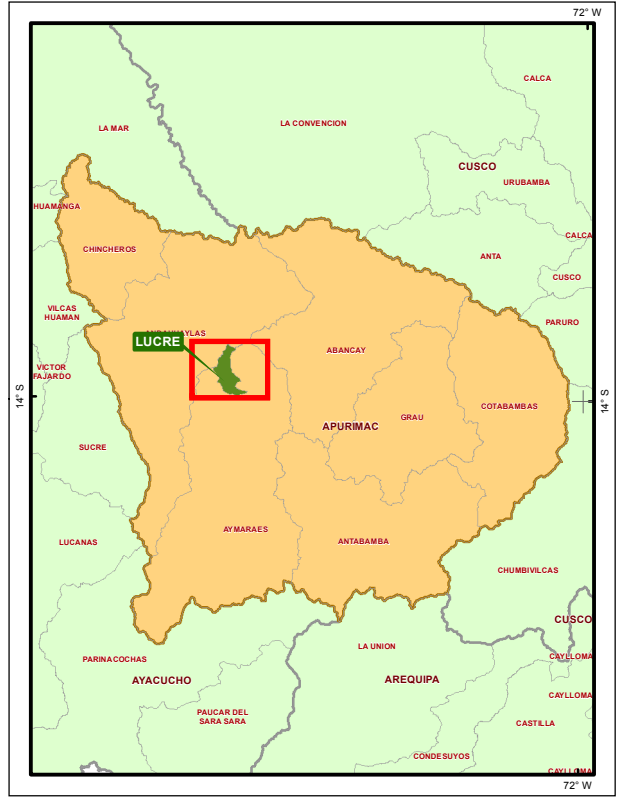 72° W
CALCA
LA CONVENCION
LA MAR
CUSCO
URUBAMBA
HUAMANGA
CALCA
CHINCHEROS
ANTA
CUSCO
VILCAS
HUAMAN
PARURO
LUCRE
ABANCAY
VICTOR
FAJARDO
14° S
14° S
COTABAMBAS
GRAU
APURIMAC
SUCRE
AYMARAES
LUCANAS
ANTABAMBA
CHUMBIVILCAS
CUSCO
LA UNION
PARINACOCHAS
CAYLLOMA
AYACUCHO
AREQUIPA
CAYLLOMA
PAUCAR DEL
SARA SARA
CASTILLA
CONDESUYOS
CAYLLOMA
72° W